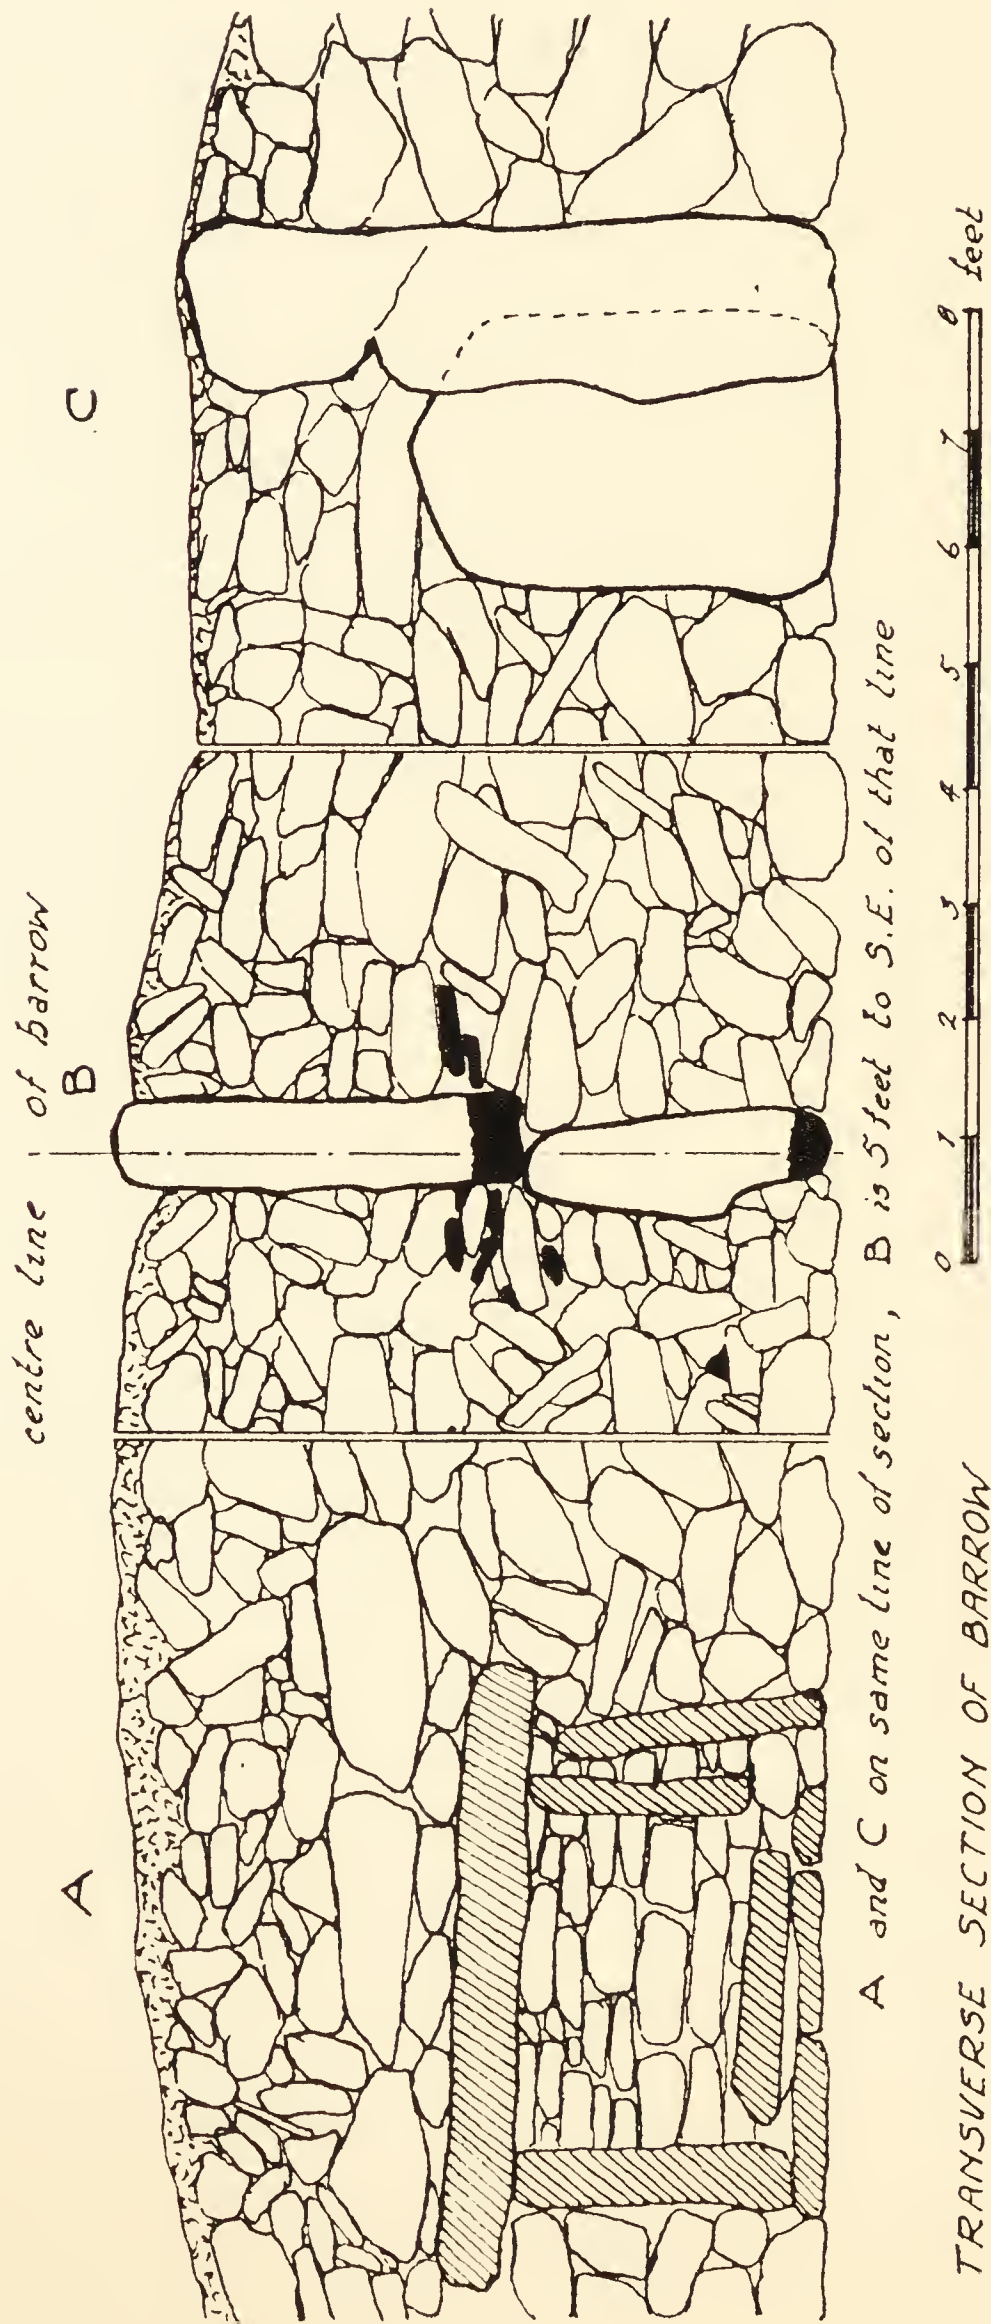 centre line of barrow
A
B
C
A and C on same line of section, B is 5 feet to S.E. of that line
TRANSVERSE SECTION OF BARROW
0 1 2 3 4 5 6 7 8 feet